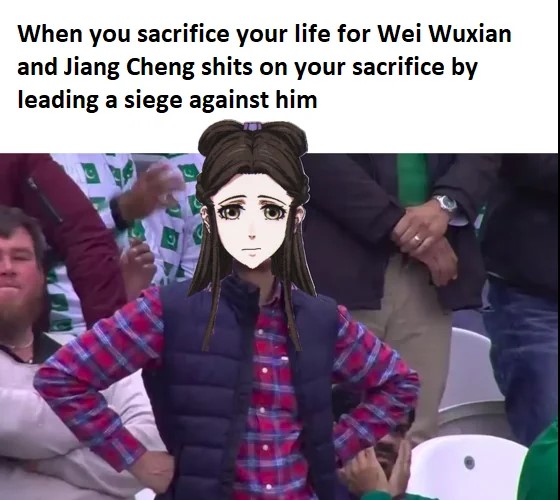 When you sacrifice your life for Wei Wuxian
and Jiang Cheng shits on your sacrifice by
leading a siege against him